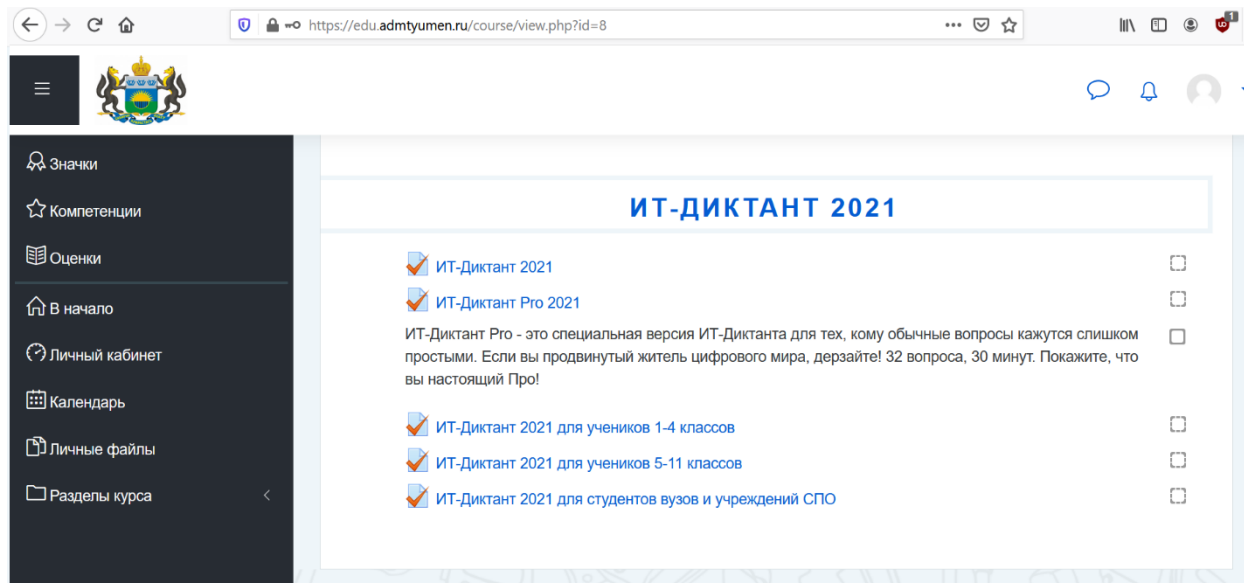 https://edu.admtyumen.ru/course/view.php?id=8
1
Значки
Компетенции
Оценки
В начало
Личный кабинет
Календарь
Личные файлы
Разделы курса
ИТ-ДИКТАНТ 2021
ИТ-Диктант 2021
ИТ-Диктант Pro 2021
ИТ-Диктант Pro - это специальная версия ИТ-Диктанта для тех, кому обычные вопросы кажутся слишком
простыми. Если вы продвинутый житель цифрового мира, дерзайте! 32 вопроса, 30 минут. Покажите, что
вы настоящий Про!
ИТ-Диктант 2021 для учеников 1-4 классов
ИТ-Диктант 2021 для учеников 5-11 классов
ИТ-Диктант 2021 для студентов вузов и учреждений СПО